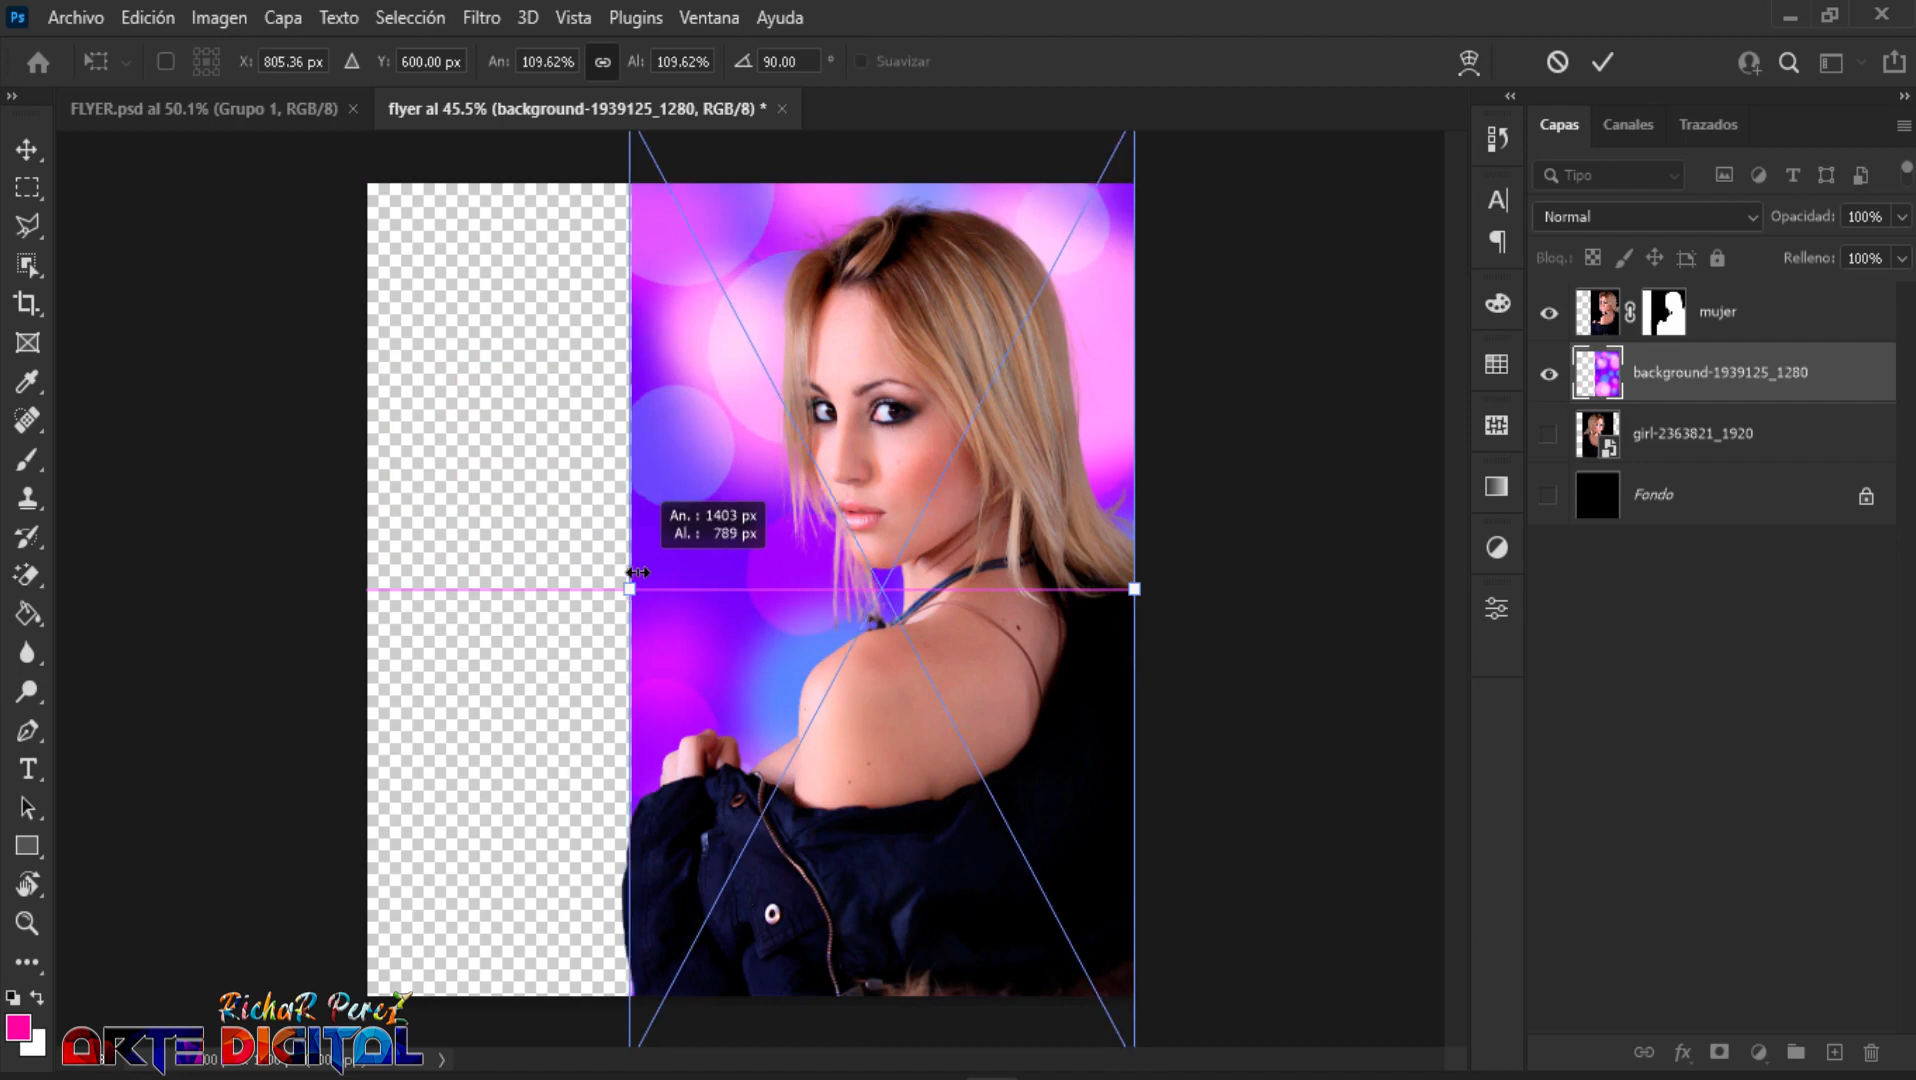 Ps Archivo Edición Imagen Capa Texto Selección Filtro 3D Vista Plugins Ventana Ayuda
X: 805.36 px Y: 600.00 px An: 109.62% Al: 109.62% 90.00 ° Suavizar
FLYER.psd al 50.1% (Grupo 1, RGB/8) × flyer al 45.5% (background-1939125_1280, RGB/8) * ×
Capas Canales Trazados
Tipo
Normal Opacidad: 100%
Bloq.: Relleno: 100%
mujer
background-1939125_1280
girl-2363821_1920
Fondo
An. : 1403 px
Al. : 789 px
RichaR PereZ
ARTE DIGITAL